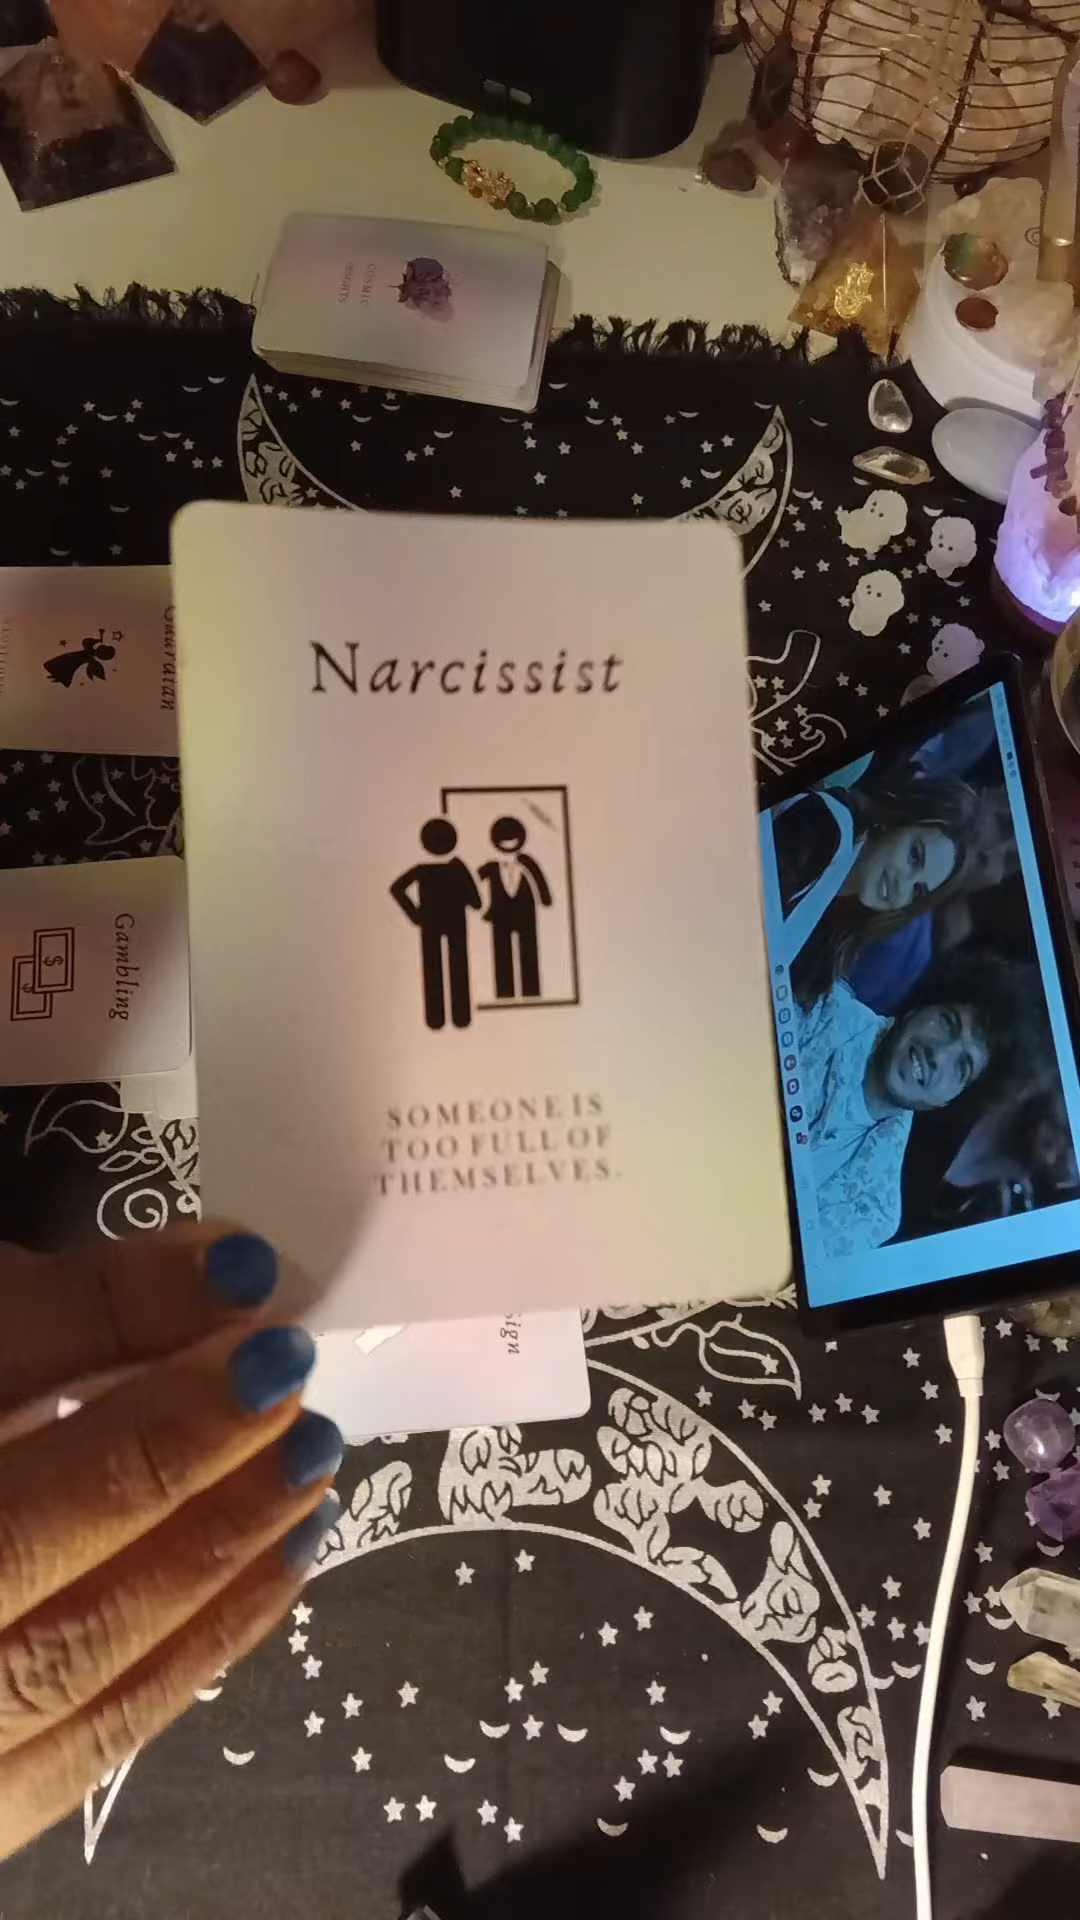 COSMIC
INSIGHTS
Narcissist
SOMEONE IS
TOO FULL OF
THEMSELVES.
Guardian
Gambling
$